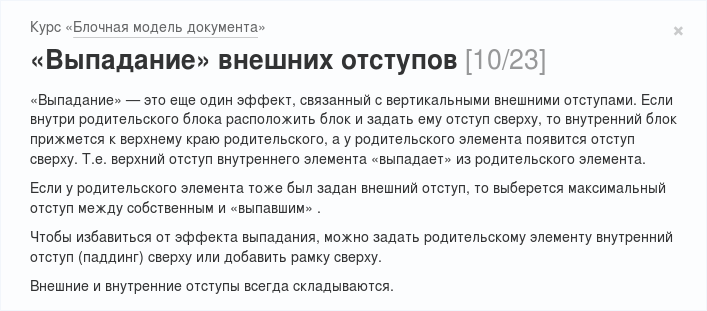 Курс «Блочная модель документа»
«Выпадание» внешних отступов [10/23]
«Выпадание» — это еще один эффект, связанный с вертикальными внешними отступами. Если
внутри родительского блока расположить блок и задать ему отступ сверху, то внутренний блок
прижмется к верхнему краю родительского, а у родительского элемента появится отступ
сверху. Т.е. верхний отступ внутреннего элемента «выпадает» из родительского элемента.
Если у родительского элемента тоже был задан внешний отступ, то выберется максимальный
отступ между собственным и «выпавшим» .
Чтобы избавиться от эффекта выпадания, можно задать родительскому элементу внутренний
отступ (паддинг) сверху или добавить рамку сверху.
Внешние и внутренние отступы всегда складываются.